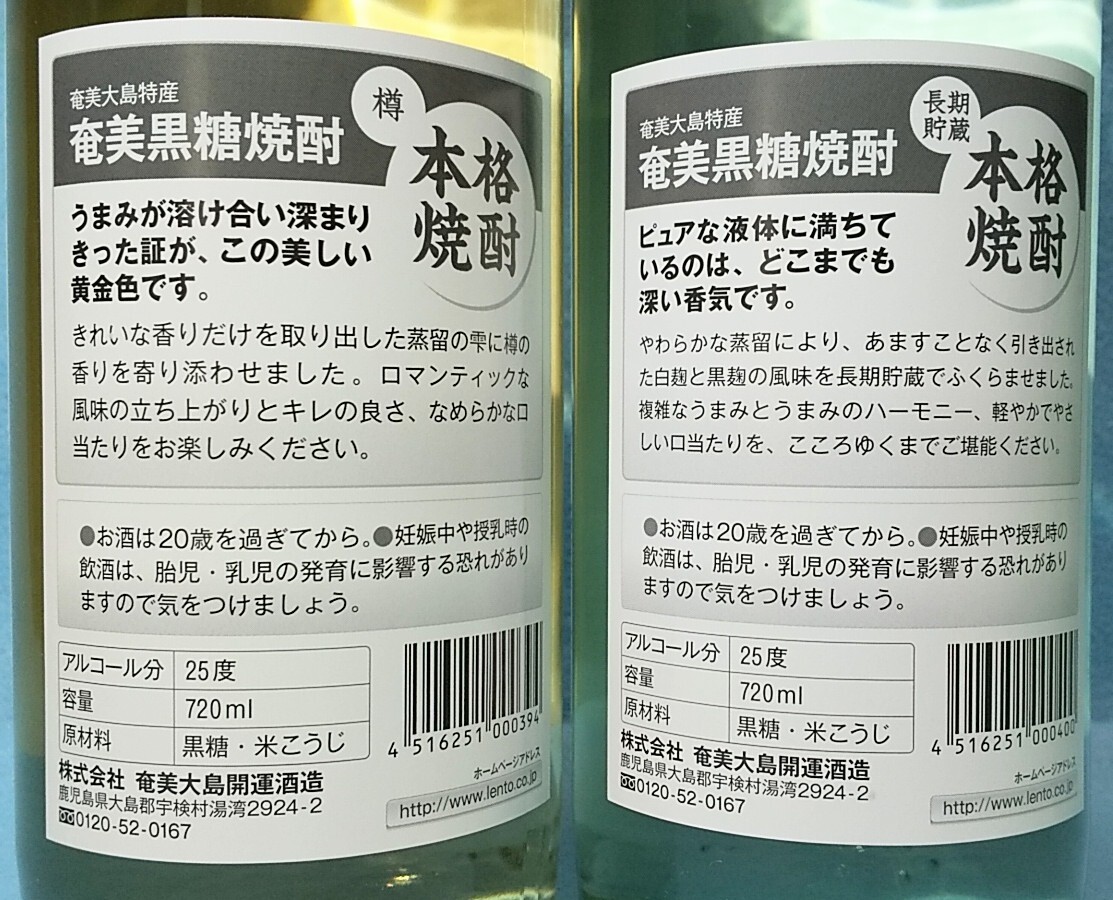 奄美大島特産
奄美黒糖焼酎
樽
本格
焼酎
うまみが溶け合い深まり
きった証が、この美しい
黄金色です。
きれいな香りだけを取り出した蒸留の雫に樽の
香りを寄り添わせました。ロマンティックな
風味の立ち上がりとキレの良さ、なめらかな口
当たりをお楽しみください。
●お酒は20歳を過ぎてから。●妊娠中や授乳時の
飲酒は、胎児・乳児の発育に影響する恐れがあり
ますので気をつけましょう。
アルコール分 25度
容量 720ml
原材料 黒糖・米こうじ
4 516251 000394
株式会社 奄美大島開運酒造
鹿児島県大島郡宇検村湯湾2924-2
0120-52-0167
ホームページアドレス
http://www.lento.co.jp
奄美大島特産
奄美黒糖焼酎
長期
貯蔵
本格
焼酎
ピュアな液体に満ちて
いるのは、どこまでも
深い香気です。
やわらかな蒸留により、あますことなく引き出され
た白麹と黒麹の風味を長期貯蔵でふくらませました。
複雑なうまみとうまみのハーモニー、軽やかでやさ
しい口当たりを、こころゆくまでご堪能ください。
●お酒は20歳を過ぎてから。●妊娠中や授乳時の
飲酒は、胎児・乳児の発育に影響する恐れがあり
ますので気をつけましょう。
アルコール分 25度
容量 720ml
原材料 黒糖・米こうじ
4 516251 000400
株式会社 奄美大島開運酒造
鹿児島県大島郡宇検村湯湾2924-2
0120-52-0167
ホームページアドレス
http://www.lento.co.jp